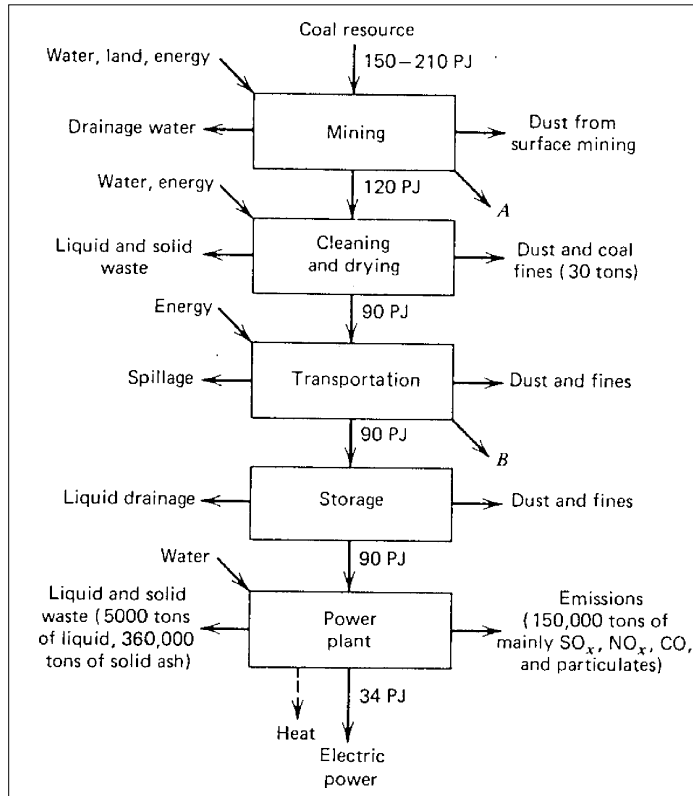 Coal resource
Water, land, energy
150–210 PJ
Drainage water
Mining
Dust from
surface mining
Water, energy
120 PJ
A
Liquid and solid
waste
Cleaning
and drying
Dust and coal
fines (30 tons)
Energy
90 PJ
Spillage
Transportation
Dust and fines
90 PJ
B
Liquid drainage
Storage
Dust and fines
Water
90 PJ
Liquid and solid
waste (5000 tons
of liquid, 360,000
tons of solid ash)
Power
plant
Emissions
(150,000 tons of
mainly SOx, NOx, CO,
and particulates)
34 PJ
Heat
Electric
power